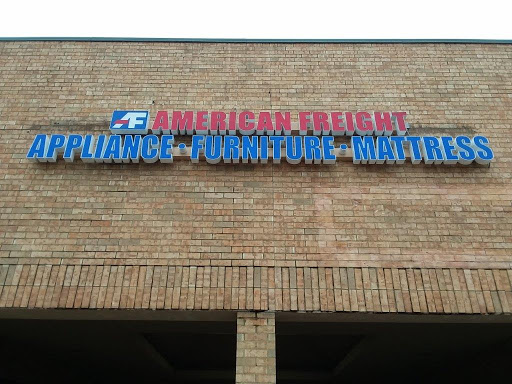 AF AMERICAN FREIGHT
APPLIANCE • FURNITURE • MATTRESS